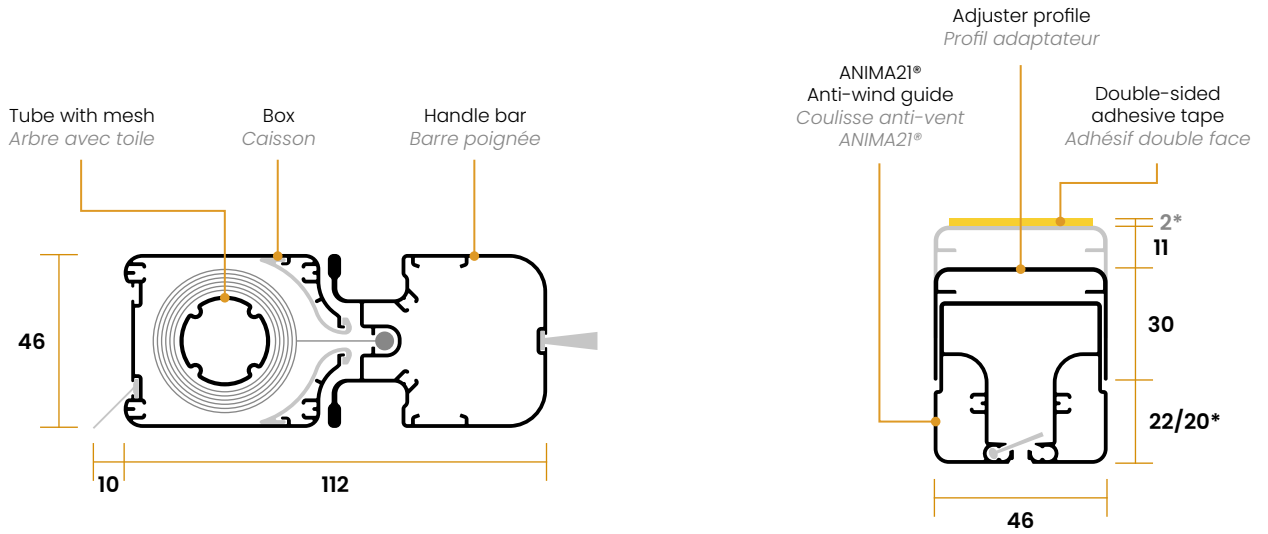 Tube with mesh
Arbre avec toile
Box
Caisson
Handle bar
Barre poignée
46
10
112
Adjuster profile
Profil adaptateur
ANIMA21®
Anti-wind guide
Coulisse anti-vent
ANIMA21®
Double-sided
adhesive tape
Adhésif double face
2*
11
30
22/20*
46